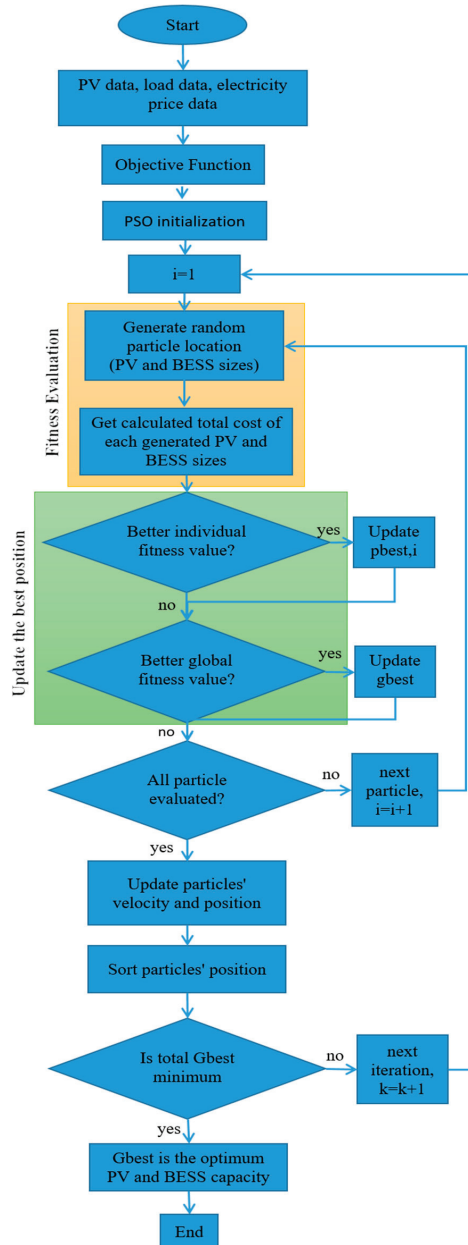 Start
PV data, load data, electricity
price data
Objective Function
PSO initialization
i=1
Fitness Evaluation
Generate random
particle location
(PV and BESS sizes)
Get calculated total cost of
each generated PV and
BESS sizes
Update the best position
Better individual
fitness value?
yes
Update
pbest,i
no
Better global
fitness value?
yes
Update
gbest
no
All particle
evaluated?
no
next
particle,
i=i+1
yes
Update particles'
velocity and position
Sort particles' position
Is total Gbest
minimum
no
next
iteration,
k=k+1
yes
Gbest is the optimum
PV and BESS capacity
End